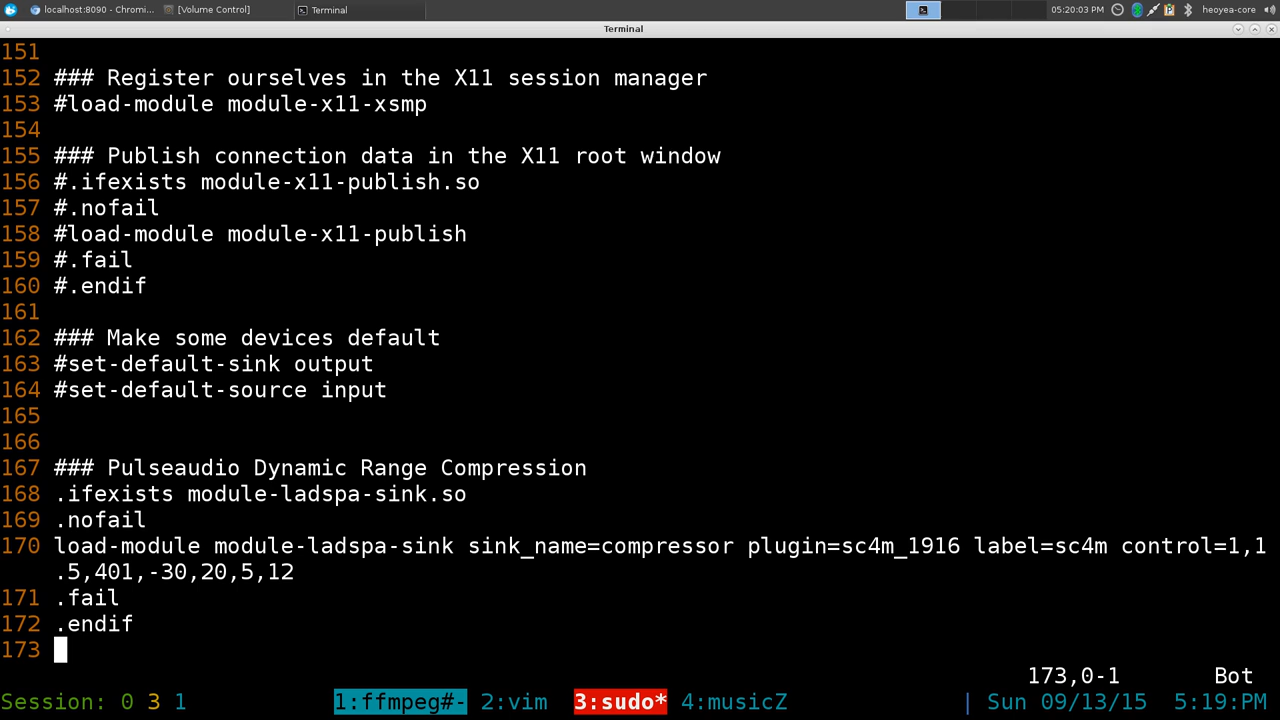 localhost:8090 - Chromi... [Volume Control] Terminal 05:20:03 PM heoyea-core
Terminal
151
152 ### Register ourselves in the X11 session manager
153 #load-module module-x11-xsmp
154
155 ### Publish connection data in the X11 root window
156 #.ifexists module-x11-publish.so
157 #.nofail
158 #load-module module-x11-publish
159 #.fail
160 #.endif
161
162 ### Make some devices default
163 #set-default-sink output
164 #set-default-source input
165
166
167 ### Pulseaudio Dynamic Range Compression
168 .ifexists module-ladspa-sink.so
169 .nofail
170 load-module module-ladspa-sink sink_name=compressor plugin=sc4m_1916 label=sc4m control=1,1
.5,401,-30,20,5,12
171 .fail
172 .endif
173
173,0-1 Bot
Session: 0 3 1 1:ffmpeg#- 2:vim 3:sudo* 4:musicZ | Sun 09/13/15 5:19:PM